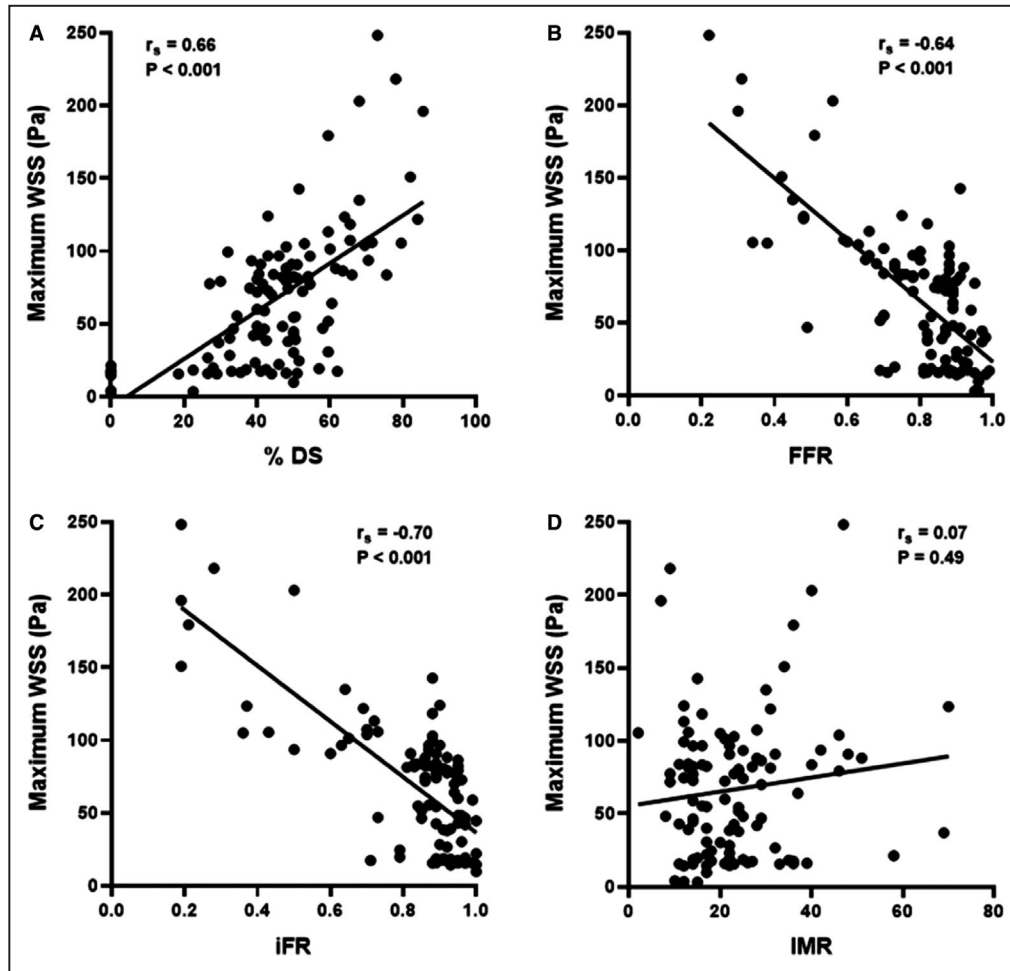 A
r_s = 0.66
P < 0.001
Maximum WSS (Pa)
250
200
150
100
50
0
0 20 40 60 80 100
% DS
B
r_s = -0.64
P < 0.001
Maximum WSS (Pa)
250
200
150
100
50
0
0.0 0.2 0.4 0.6 0.8 1.0
FFR
C
r_s = -0.70
P < 0.001
Maximum WSS (Pa)
250
200
150
100
50
0
0.0 0.2 0.4 0.6 0.8 1.0
iFR
D
r_s = 0.07
P = 0.49
Maximum WSS (Pa)
250
200
150
100
50
0
0 20 40 60 80
IMR